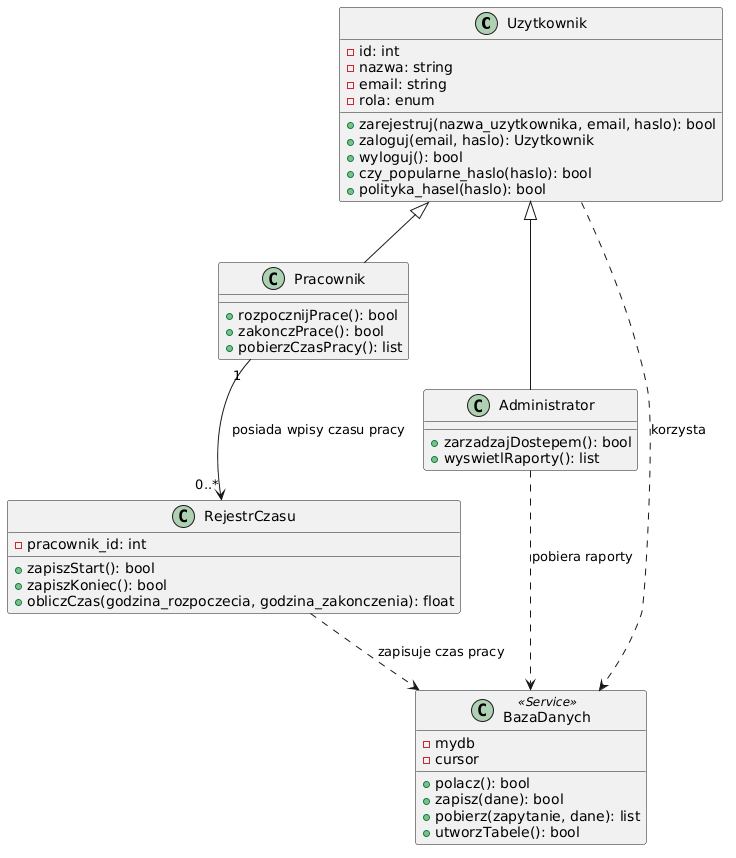 C Uzytkownik
id: int
nazwa: string
email: string
rola: enum
zarejestruj(nazwa_uzytkownika, email, haslo): bool
zaloguj(email, haslo): Uzytkownik
wyloguj(): bool
czy_popularne_haslo(haslo): bool
polityka_hasel(haslo): bool
C Pracownik
rozpocznijPrace(): bool
zakonczPrace(): bool
pobierzCzasPracy(): list
1
posiada wpisy czasu pracy
0..*
C Administrator
zarzadzajDostepem(): bool
wyswietlRaporty(): list
korzysta
C RejestrCzasu
pracownik_id: int
zapiszStart(): bool
zapiszKoniec(): bool
obliczCzas(godzina_rozpoczecia, godzina_zakonczenia): float
pobiera raporty
zapisuje czas pracy
C «Service»
BazaDanych
mydb
cursor
polacz(): bool
zapisz(dane): bool
pobierz(zapytanie, dane): list
utworzTabele(): bool